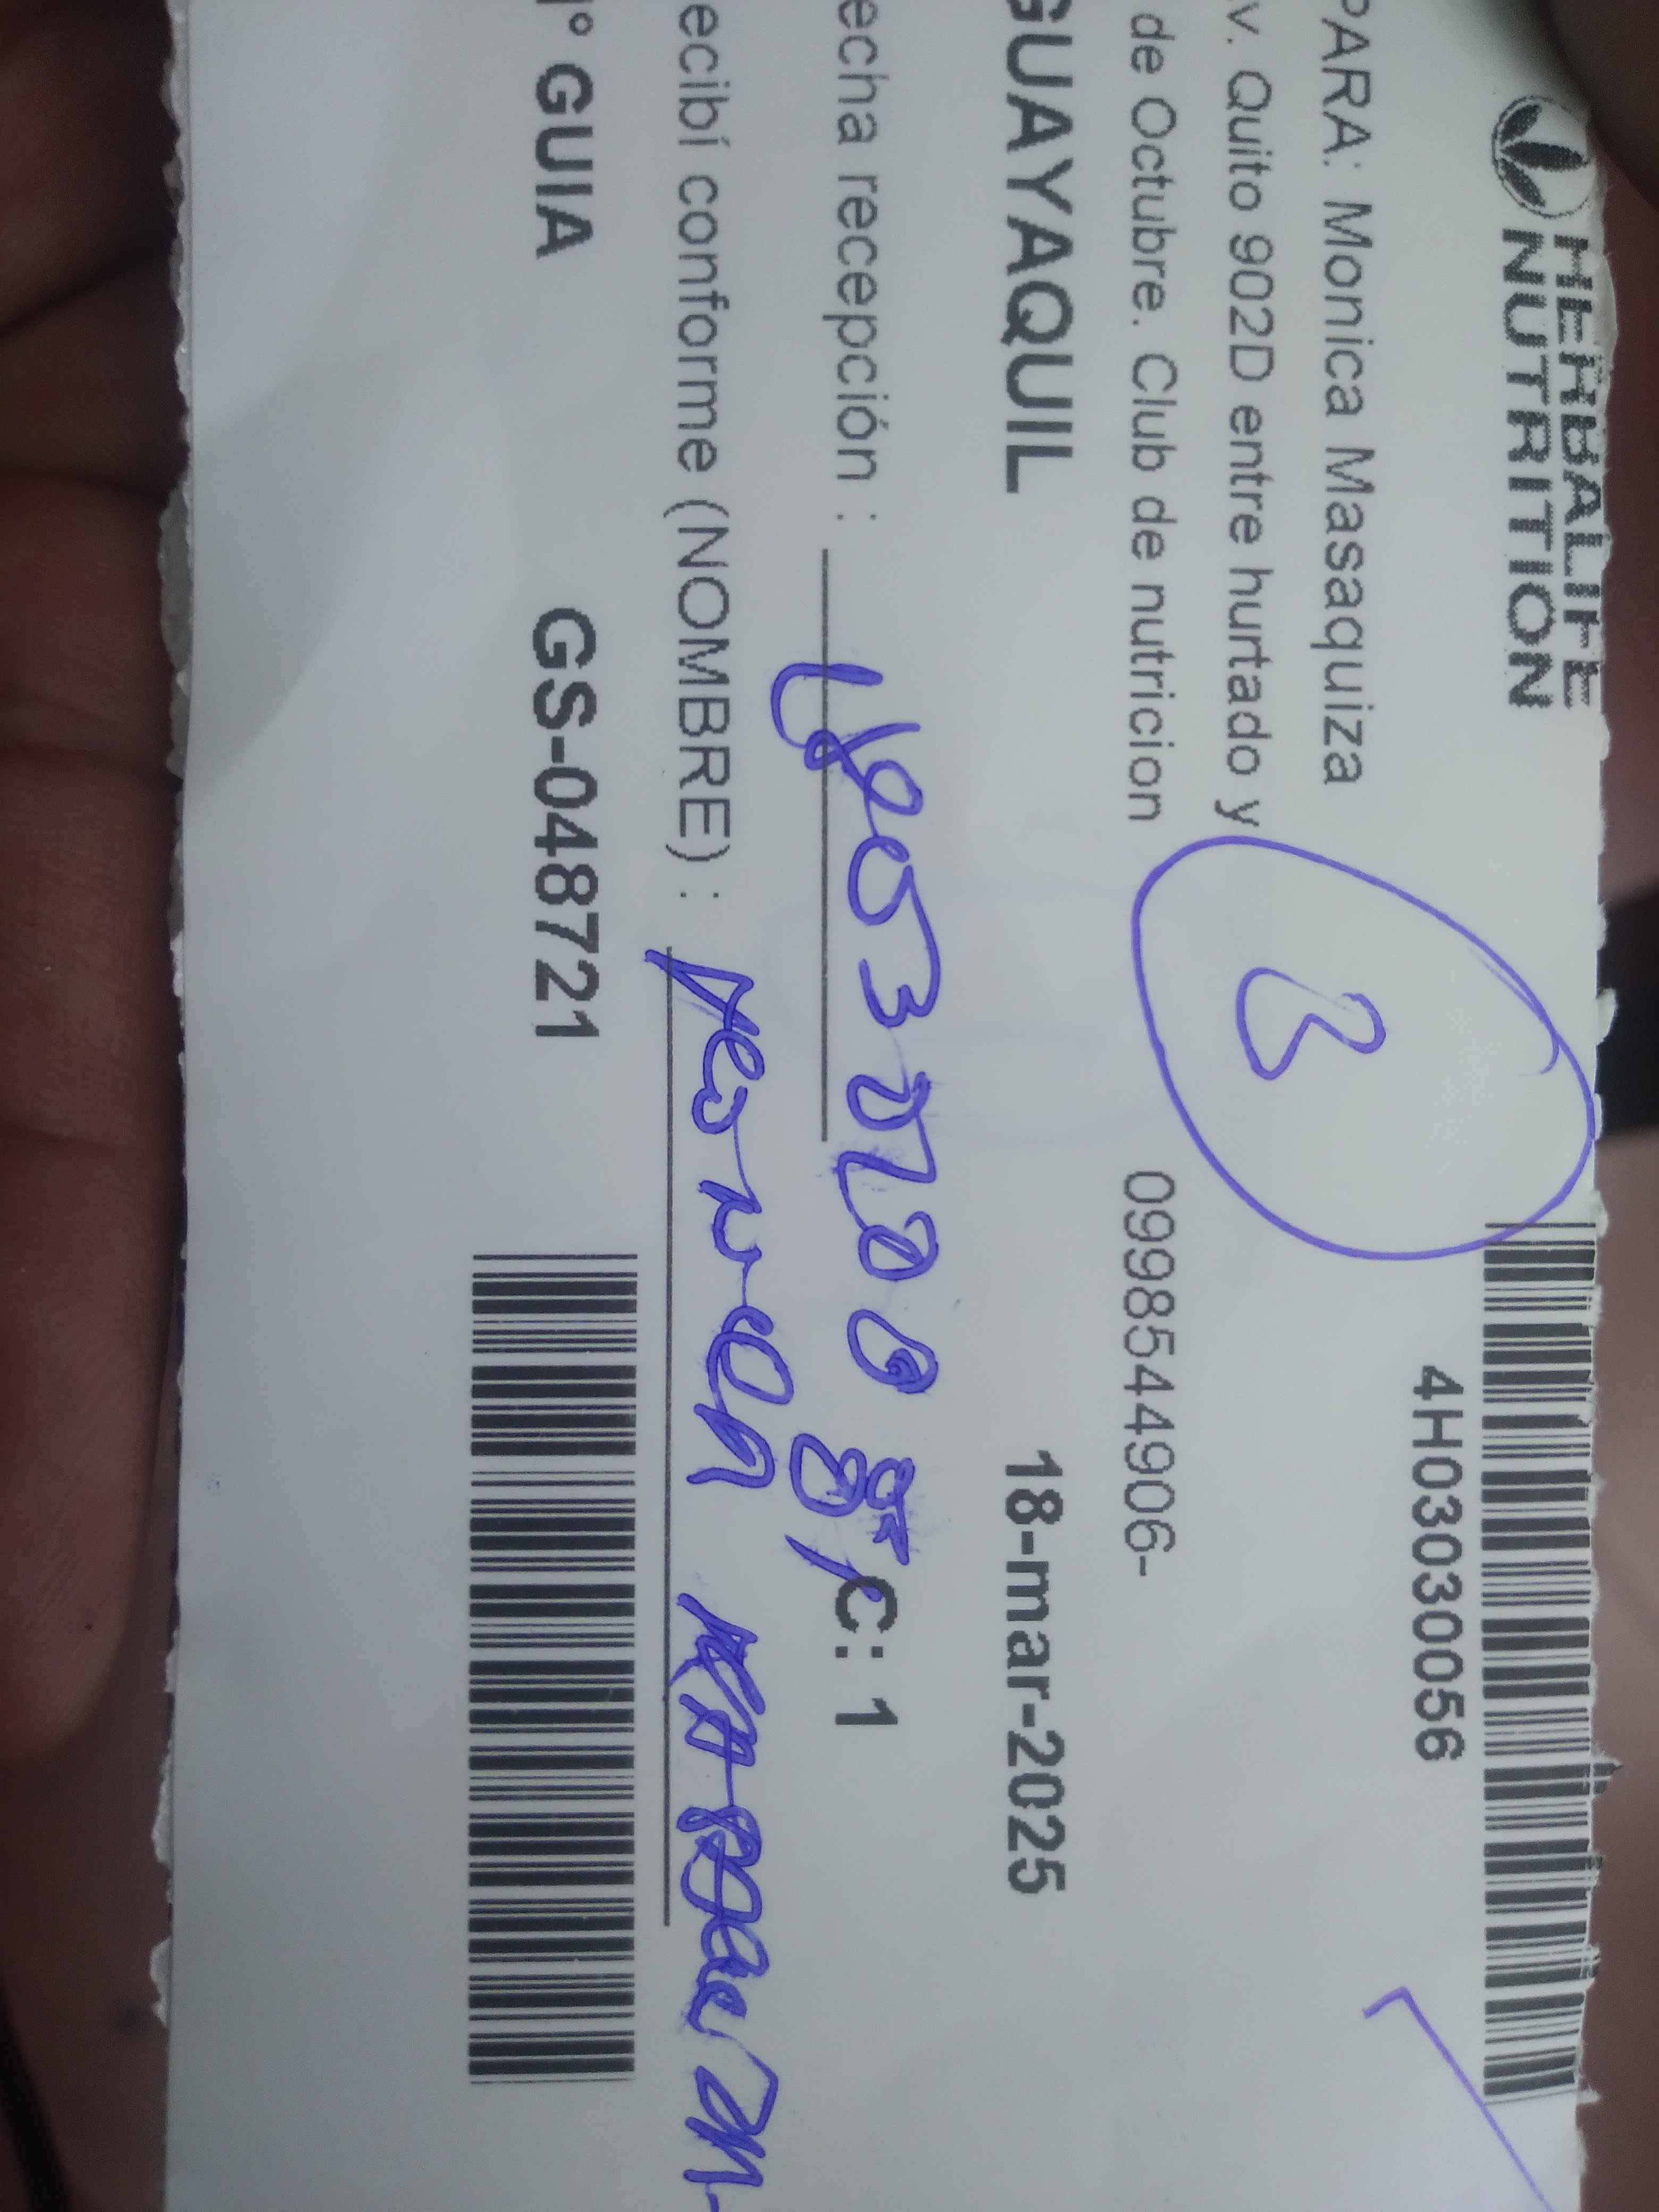 HERBALIFE
NUTRITION
4H03030056
PARA: Monica Masaquiza
v. Quito 902D entre hurtado y
3
de Octubre. Club de nutricion
0998544906-
GUAYAQUIL
18-mar-2025
echa recepción :
C: 1
ecibí conforme (NOMBRE) :
N° GUIA
GS-048721